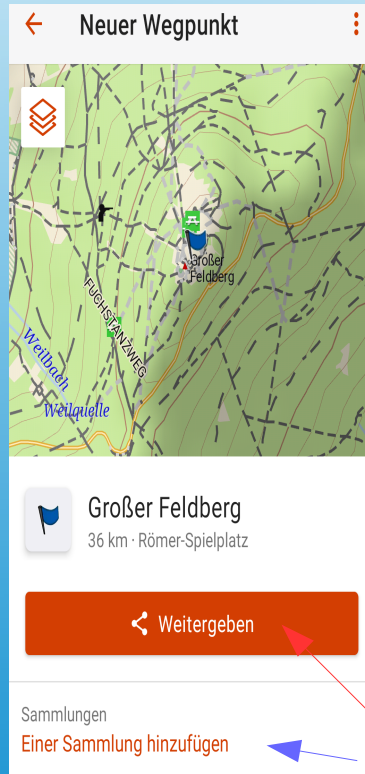 Neuer Wegpunkt
Großer
Feldberg
FUCHSTANZWEG
Weilbach
Weilquelle
Großer Feldberg
36 km · Römer-Spielplatz
Weitergeben
Sammlungen
Einer Sammlung hinzufügen